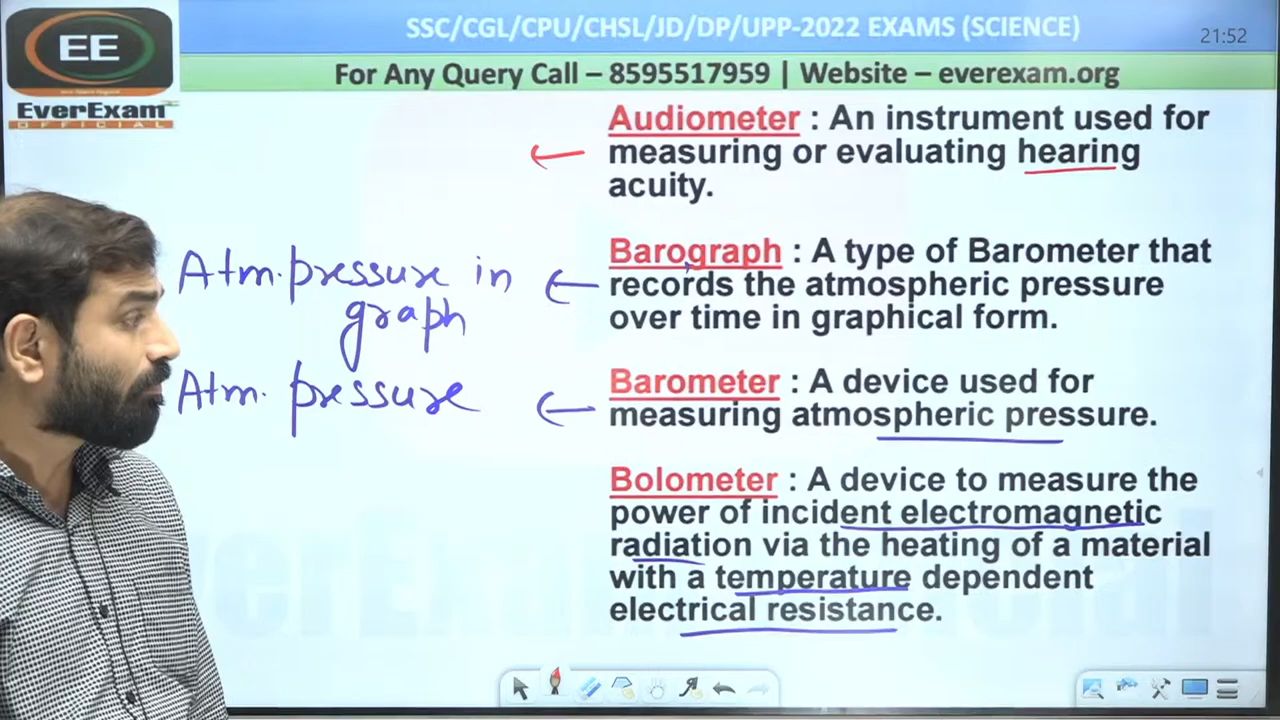 EE
EverExam
OFFICIAL
SSC/CGL/CPU/CHSL/JD/DP/UPP-2022 EXAMS (SCIENCE)
21:52
For Any Query Call – 8595517959 | Website – everexam.org
Audiometer : An instrument used for
measuring or evaluating hearing
acuity.
Barograph : A type of Barometer that
records the atmospheric pressure
over time in graphical form.
Atm. pressure in
graph
Barometer : A device used for
measuring atmospheric pressure.
Atm. pressure
Bolometer : A device to measure the
power of incident electromagnetic
radiation via the heating of a material
with a temperature dependent
electrical resistance.